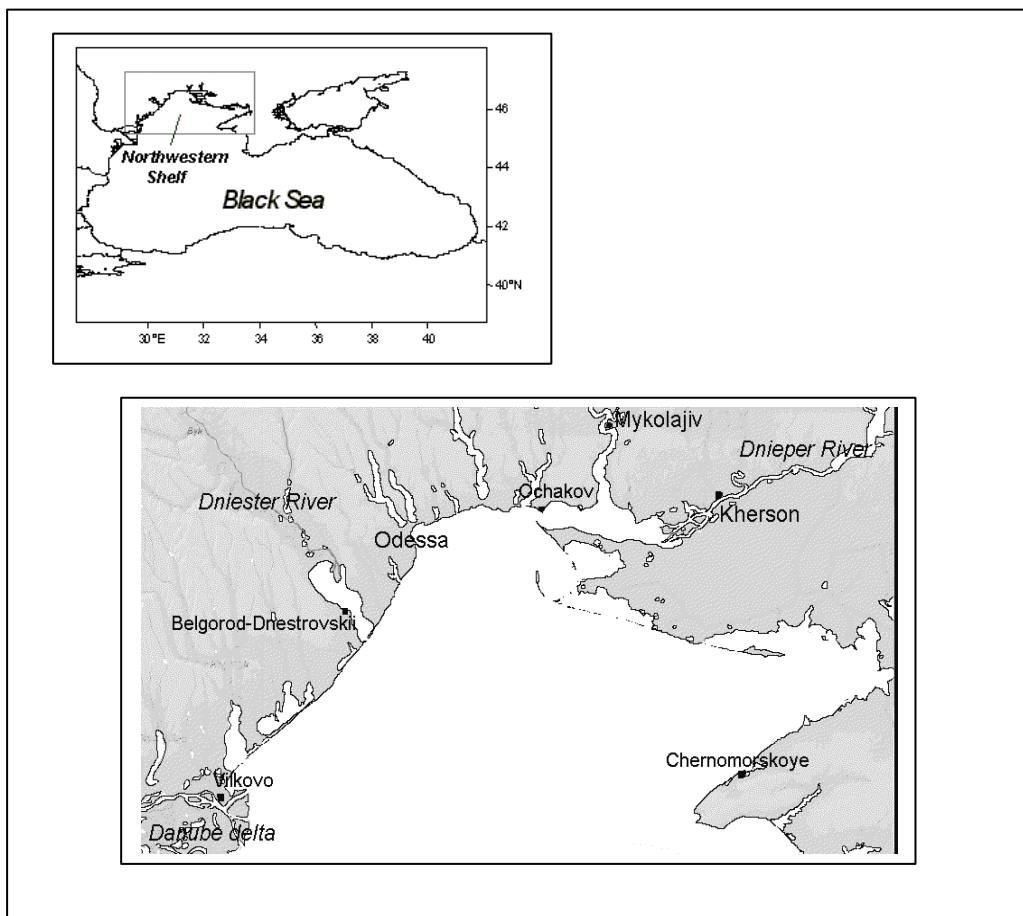 46
Northwestern
Shelf
44
Black Sea
42
40°N
30°E 32 34 36 38 40
Mykolajiv
Dnieper River
Dniester River
Ochakov
Kherson
Odessa
Belgorod-Dnestrovskii
Chernomorskoye
Vilkovo
Danube delta